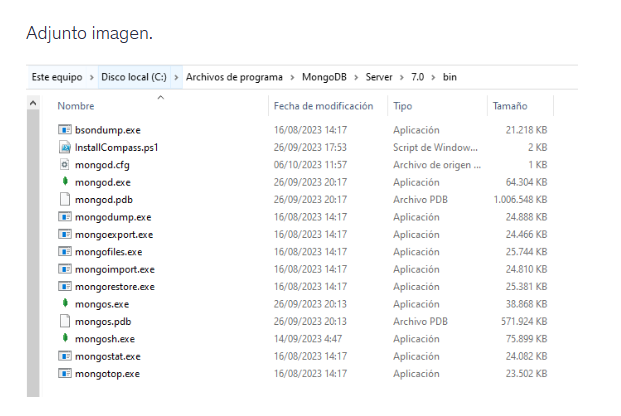 Adjunto imagen.
Este equipo > Disco local (C:) > Archivos de programa > MongoDB > Server > 7.0 > bin
Nombre Fecha de modificación Tipo Tamaño
bsondump.exe 16/08/2023 14:17 Aplicación 21.218 KB
InstallCompass.ps1 26/09/2023 17:53 Script de Window... 2 KB
mongod.cfg 06/10/2023 11:57 Archivo de origen ... 1 KB
mongod.exe 26/09/2023 20:17 Aplicación 64.304 KB
mongod.pdb 26/09/2023 20:17 Archivo PDB 1.006.548 KB
mongodump.exe 16/08/2023 14:17 Aplicación 24.888 KB
mongoexport.exe 16/08/2023 14:17 Aplicación 24.466 KB
mongofiles.exe 16/08/2023 14:17 Aplicación 25.744 KB
mongoimport.exe 16/08/2023 14:17 Aplicación 24.810 KB
mongorestore.exe 16/08/2023 14:17 Aplicación 25.381 KB
mongos.exe 26/09/2023 20:13 Aplicación 38.868 KB
mongos.pdb 26/09/2023 20:13 Archivo PDB 571.924 KB
mongosh.exe 14/09/2023 4:47 Aplicación 75.899 KB
mongostat.exe 16/08/2023 14:17 Aplicación 24.082 KB
mongotop.exe 16/08/2023 14:17 Aplicación 23.502 KB